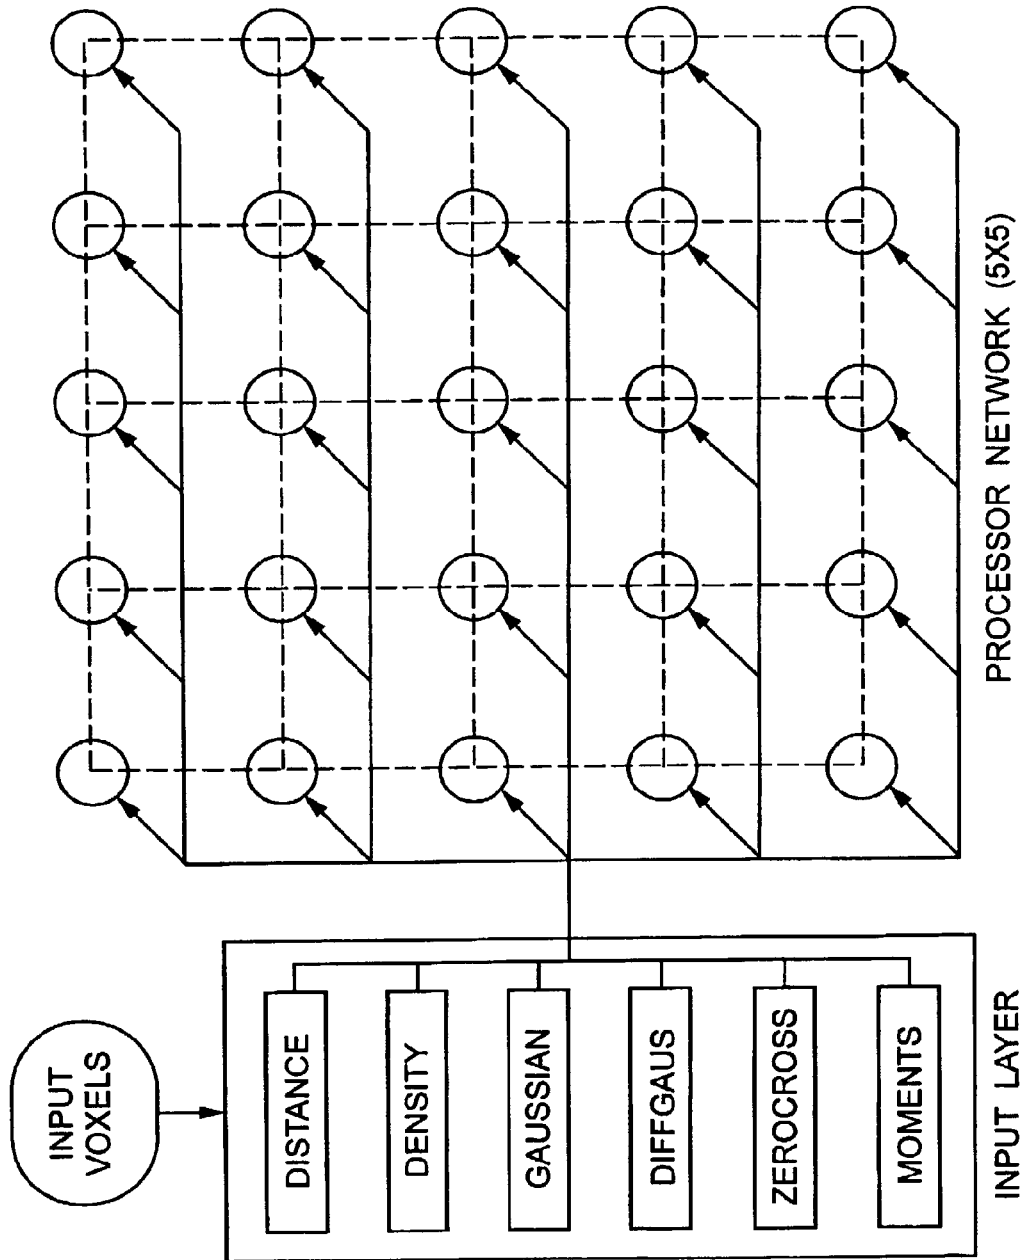 INPUT
VOXELS
DISTANCE
DENSITY
GAUSSIAN
DIFFGAUS
ZEROCROSS
MOMENTS
INPUT LAYER
PROCESSOR NETWORK (5X5)